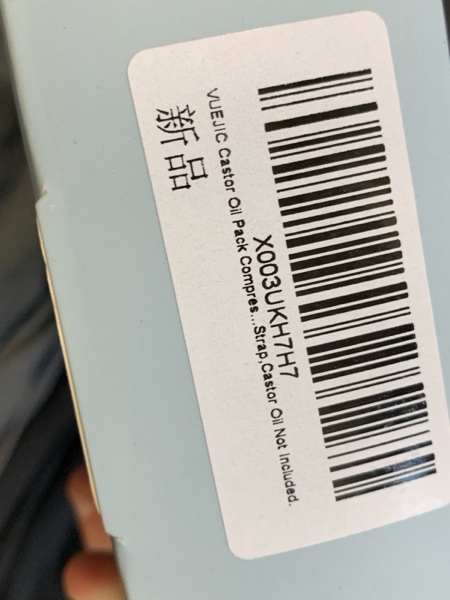 X003UKH7H7
VUEJIC Castor Oil Pack Compres...Strap,Castor Oil Not Included.
新品